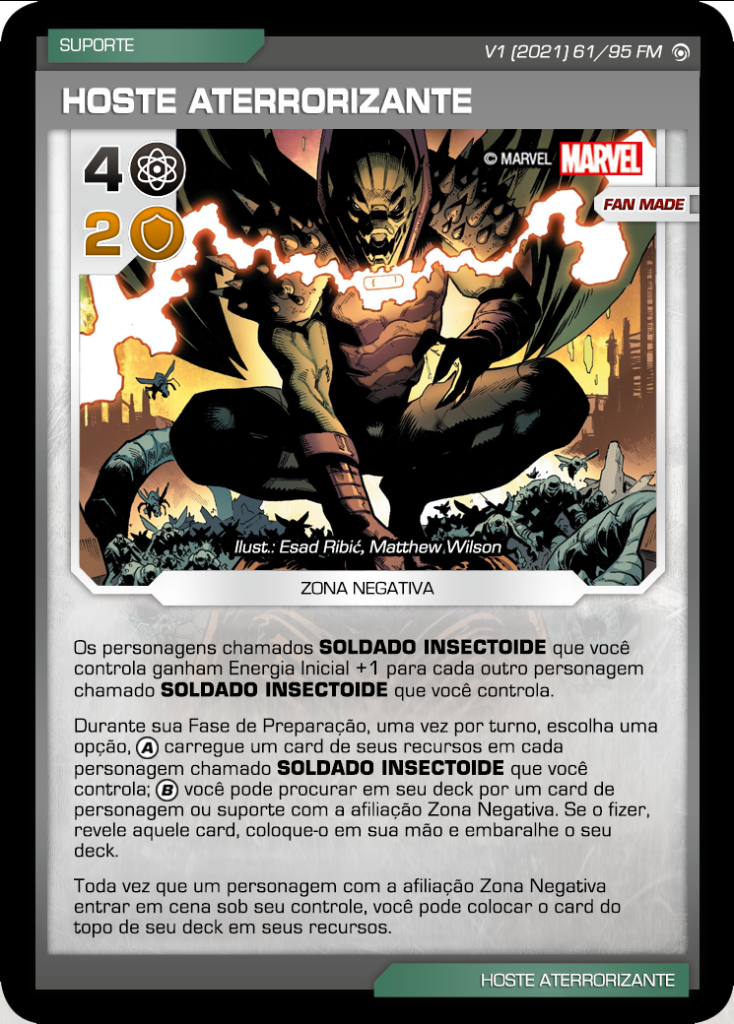 SUPORTE
V1 (2021) 61/95 FM
HOSTE ATERRORIZANTE
4
© MARVEL
MARVEL
2
FAN MADE
Ilust.: Esad Ribić, Matthew Wilson
ZONA NEGATIVA
Os personagens chamados SOLDADO INSECTOIDE que você
controla ganham Energia Inicial +1 para cada outro personagem
chamado SOLDADO INSECTOIDE que você controla.
Durante sua Fase de Preparação, uma vez por turno, escolha uma
opção, A carregue um card de seus recursos em cada
personagem chamado SOLDADO INSECTOIDE que você
controla; B você pode procurar em seu deck por um card de
personagem ou suporte com a afiliação Zona Negativa. Se o fizer,
revele aquele card, coloque-o em sua mão e embaralhe o seu
deck.
Toda vez que um personagem com a afiliação Zona Negativa
entrar em cena sob seu controle, você pode colocar o card do
topo de seu deck em seus recursos.
HOSTE ATERRORIZANTE